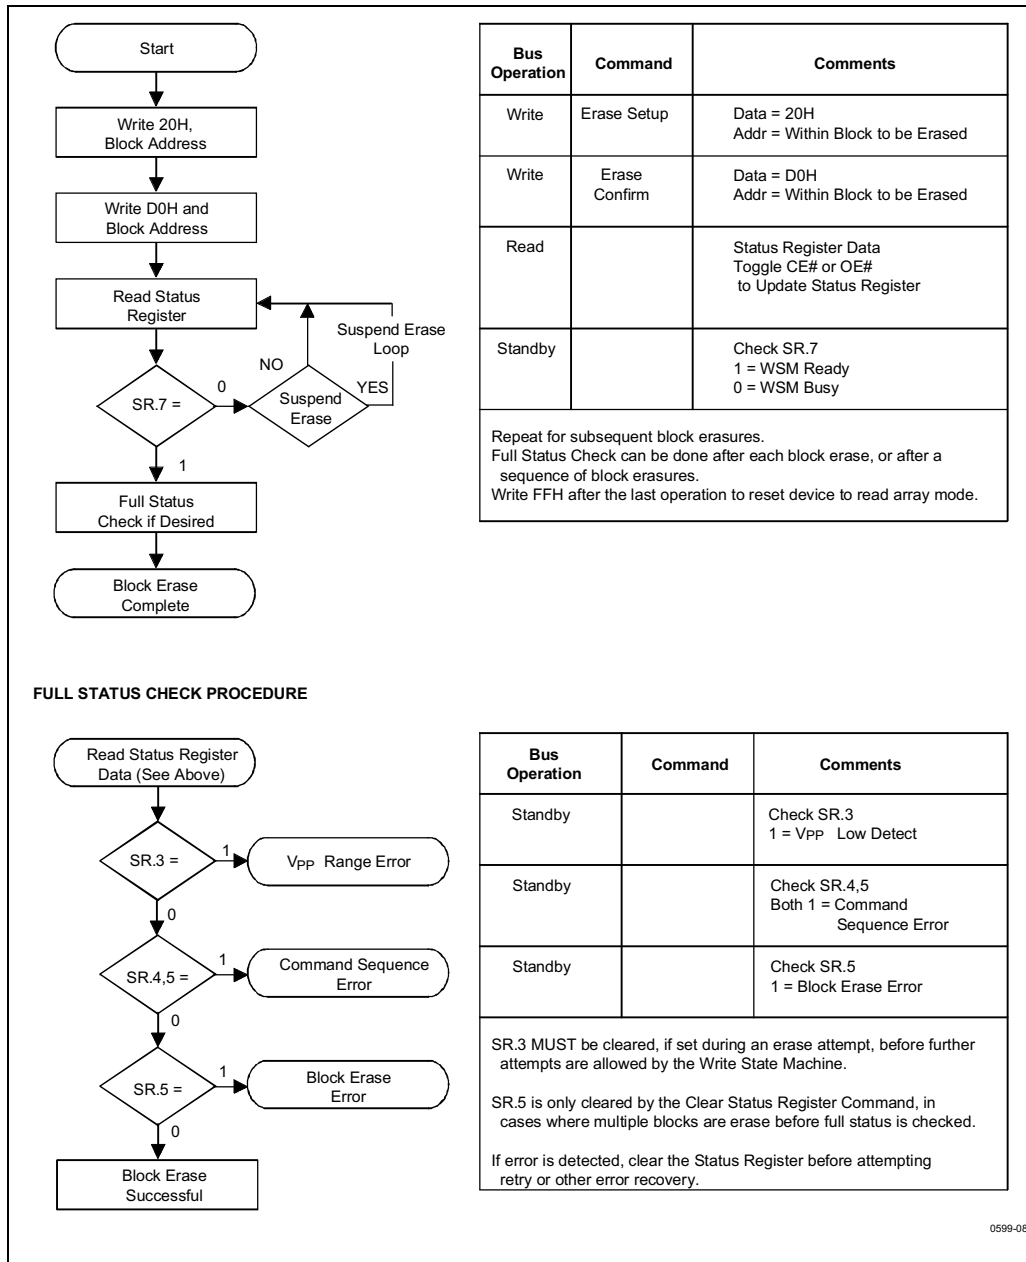 Start
Write 20H,
Block Address
Write D0H and
Block Address
Read Status
Register
Suspend Erase
Loop
NO
YES
0
SR.7 =
Suspend
Erase
1
Full Status
Check if Desired
Block Erase
Complete
Bus
Operation
Command
Comments
Write
Erase Setup
Data = 20H
Addr = Within Block to be Erased
Write
Erase
Confirm
Data = D0H
Addr = Within Block to be Erased
Read
Status Register Data
Toggle CE# or OE#
to Update Status Register
Standby
Check SR.7
1 = WSM Ready
0 = WSM Busy
Repeat for subsequent block erasures.
Full Status Check can be done after each block erase, or after a
sequence of block erasures.
Write FFH after the last operation to reset device to read array mode.
FULL STATUS CHECK PROCEDURE
Read Status Register
Data (See Above)
SR.3 =
1
VPP Range Error
0
SR.4,5 =
1
Command Sequence
Error
0
SR.5 =
1
Block Erase
Error
0
Block Erase
Successful
Bus
Operation
Command
Comments
Standby
Check SR.3
1 = VPP Low Detect
Standby
Check SR.4,5
Both 1 = Command
Sequence Error
Standby
Check SR.5
1 = Block Erase Error
SR.3 MUST be cleared, if set during an erase attempt, before further
attempts are allowed by the Write State Machine.
SR.5 is only cleared by the Clear Status Register Command, in
cases where multiple blocks are erase before full status is checked.
If error is detected, clear the Status Register before attempting
retry or other error recovery.
0599-08